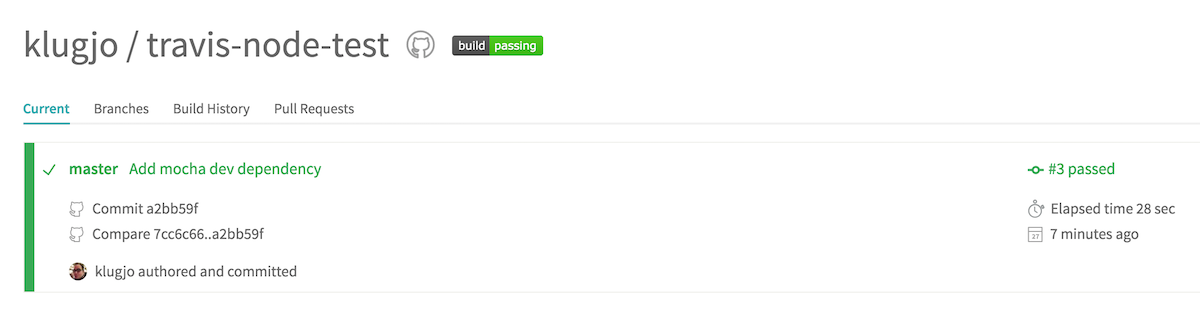 klugjo / travis-node-test build passing
Current Branches Build History Pull Requests
master Add mocha dev dependency #3 passed
Commit a2bb59f Elapsed time 28 sec
Compare 7cc6c66..a2bb59f 27 7 minutes ago
klugjo authored and committed